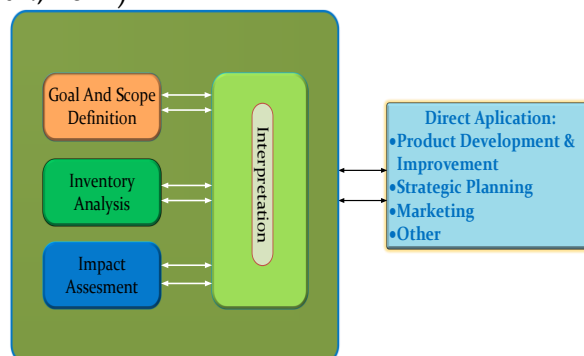 Goal And Scope
Definition
Inventory
Analysis
Impact
Assesment
Interpretation
Direct Aplication:
•Product Development &
Improvement
•Strategic Planning
•Marketing
•Other